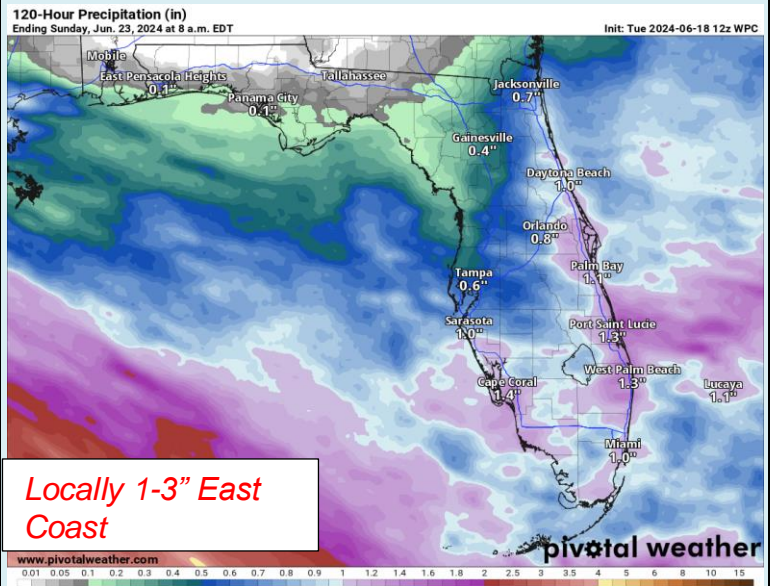 120-Hour Precipitation (in)
Ending Sunday, Jun. 23, 2024 at 8 a.m. EDT
Init: Tue 2024-06-18 12z WPC
Mobile
East Pensacola Heights
0.1"
Tallahassee
Panama City
0.1"
Jacksonville
0.7"
Gainesville
0.4"
Daytona Beach
1.0"
Orlando
0.8"
Tampa
0.6"
Palm Bay
1.1"
Sarasota
1.0"
Port Saint Lucie
1.3"
Cape Coral
1.4"
West Palm Beach
1.3"
Lucaya
1.1"
Miami
1.0"
Locally 1-3” East
Coast
pivotal weather
www.pivotalweather.com
0.01 0.05 0.1 0.2 0.3 0.4 0.5 0.6 0.7 0.8 0.9 1 1.2 1.4 1.6 1.8 2 2.5 3 3.5 4 5 6 8 10 15